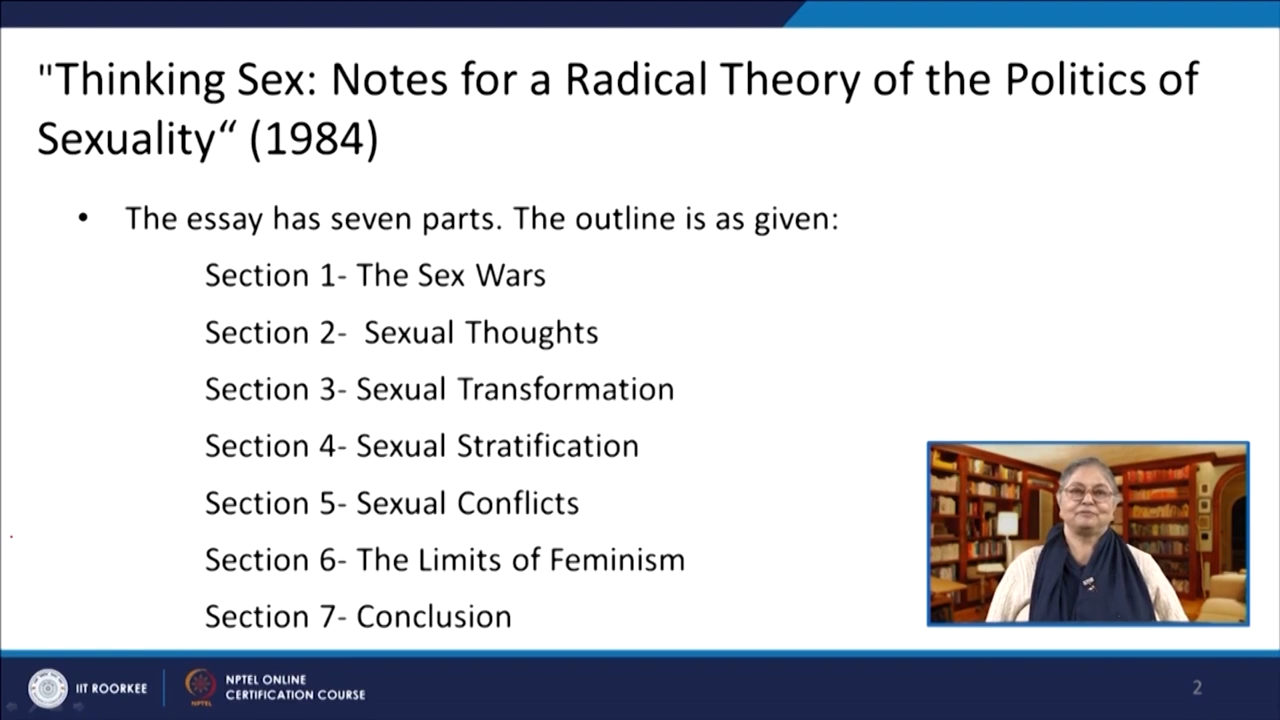 "Thinking Sex: Notes for a Radical Theory of the Politics of
Sexuality“ (1984)
• The essay has seven parts. The outline is as given:
Section 1- The Sex Wars
Section 2-  Sexual Thoughts
Section 3- Sexual Transformation
Section 4- Sexual Stratification
Section 5- Sexual Conflicts
Section 6- The Limits of Feminism
Section 7- Conclusion
IIT ROORKEE
NPTEL
NPTEL ONLINE
CERTIFICATION COURSE
2